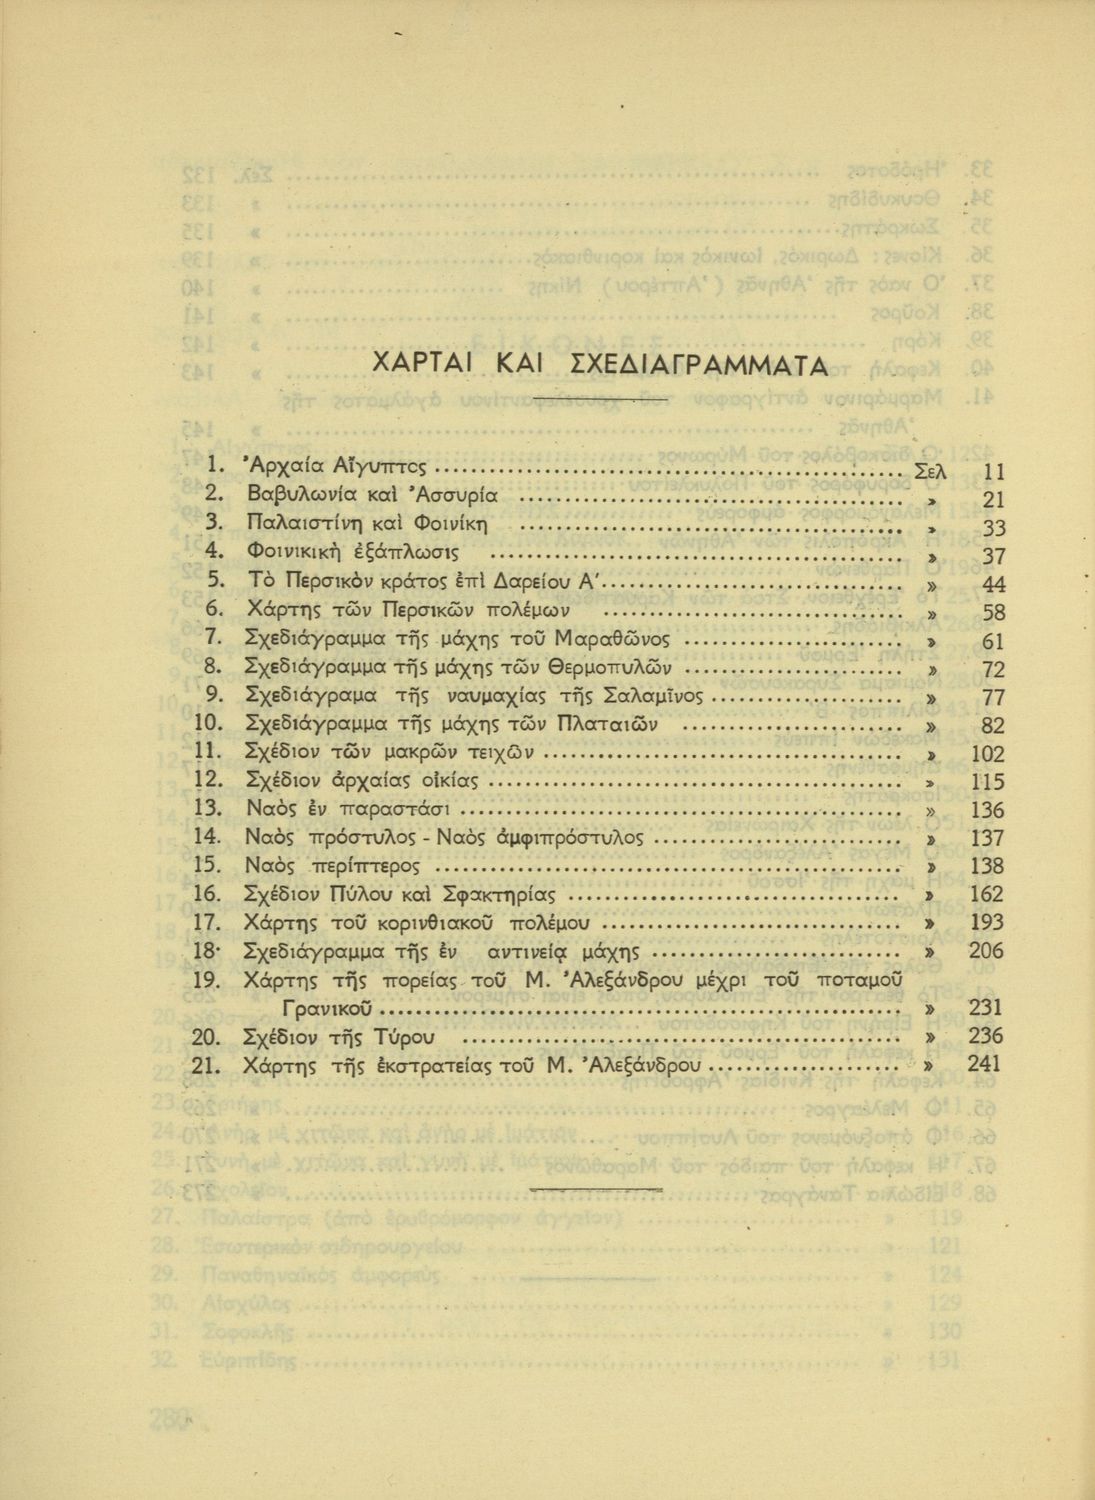 ΧΑΡΤΑΙ ΚΑΙ ΣΧΕΔΙΑΓΡΑΜΜΑΤΑ
1. Ἀρχαία Αἴγυπτος .................... Σελ 11
2. Βαβυλωνία καὶ Ἀσσυρία .................... » 21
3. Παλαιστίνη καὶ Φοινίκη .................... » 33
4. Φοινικικὴ ἐξάπλωσις .................... » 37
5. Τὸ Περσικὸν κράτος ἐπὶ Δαρείου Α΄ .................... » 44
6. Χάρτης τῶν Περσικῶν πολέμων .................... » 58
7. Σχεδιάγραμμα τῆς μάχης τοῦ Μαραθῶνος .................... » 61
8. Σχεδιάγραμμα τῆς μάχης τῶν Θερμοπυλῶν .................... » 72
9. Σχεδιάγραμα τῆς ναυμαχίας τῆς Σαλαμῖνος .................... » 77
10. Σχεδιάγραμμα τῆς μάχης τῶν Πλαταιῶν .................... » 82
11. Σχέδιον τῶν μακρῶν τειχῶν .................... » 102
12. Σχέδιον ἀρχαίας οἰκίας .................... » 115
13. Ναὸς ἐν παραστάσι .................... » 136
14. Ναὸς πρόστυλος - Ναὸς ἀμφιπρόστυλος .................... » 137
15. Ναὸς περίπτερος .................... » 138
16. Σχέδιον Πύλου καὶ Σφακτηρίας .................... » 162
17. Χάρτης τοῦ κορινθιακοῦ πολέμου .................... » 193
18· Σχεδιάγραμμα τῆς ἐν αντινείᾳ μάχης .................... » 206
19. Χάρτης τῆς πορείας τοῦ Μ. Ἀλεξάνδρου μέχρι τοῦ ποταμοῦ
Γρανικοῦ .................... » 231
20. Σχέδιον τῆς Τύρου .................... » 236
21. Χάρτης τῆς ἐκστρατείας τοῦ Μ. Ἀλεξάνδρου .................... » 241